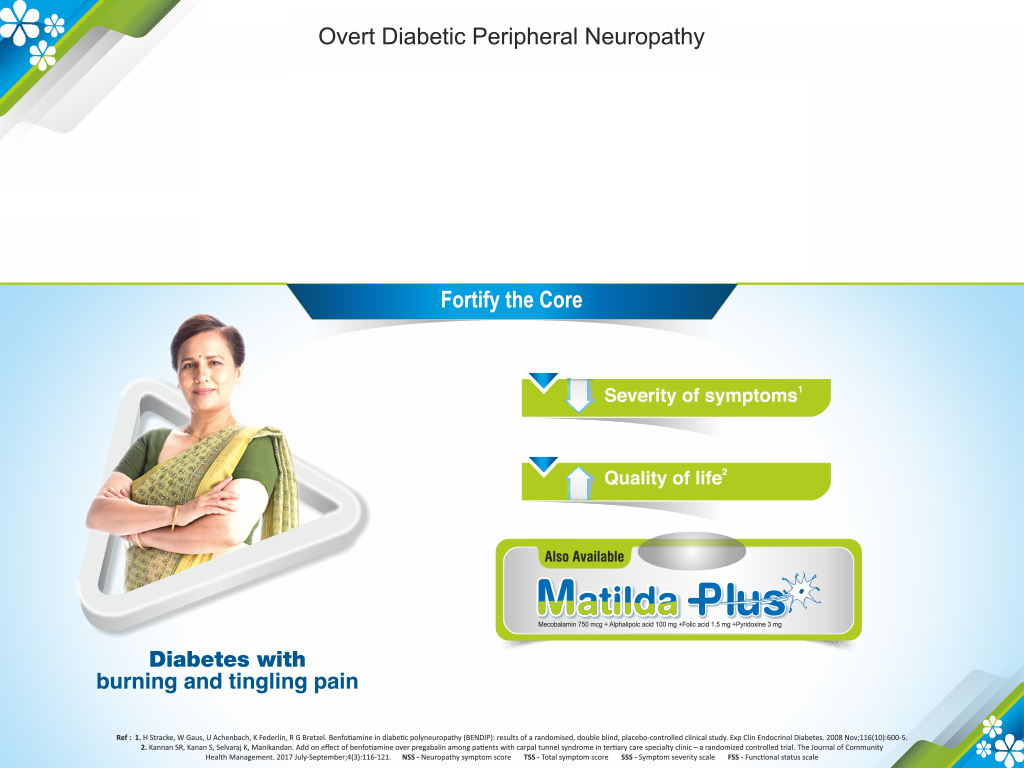 Overt Diabetic Peripheral Neuropathy
Fortify the Core
Severity of symptoms1
Quality of life2
Also Available
Matilda Plus
Mecobalamin 750 mcg + Alphalipoic acid 100 mg +Folic acid 1.5 mg +Pyridoxine 3 mg
Diabetes with
burning and tingling pain
Ref : 1. H Stracke, W Gaus, U Achenbach, K Federlin, R G Bretzel. Benfotiamine in diabetic polyneuropathy (BENDIP): results of a randomised, double blind, placebo-controlled clinical study. Exp Clin Endocrinol Diabetes. 2008 Nov;116(10):600-5.
2. Kannan SR, Kanan S, Selvaraj K, Manikandan. Add on effect of benfotiamine over pregabalin among patients with carpal tunnel syndrome in tertiary care specialty clinic – a randomized controlled trial. The Journal of Community
Health Management. 2017 July-September;4(3):116-121. NSS - Neuropathy symptom score TSS - Total symptom score SSS - Symptom severity scale FSS - Functional status scale